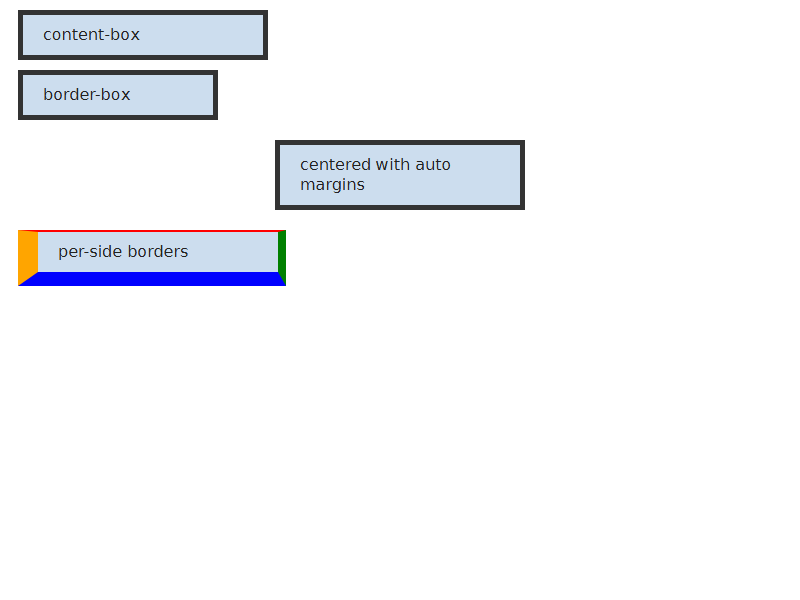 content-box
border-box
centered with auto
margins
per-side borders